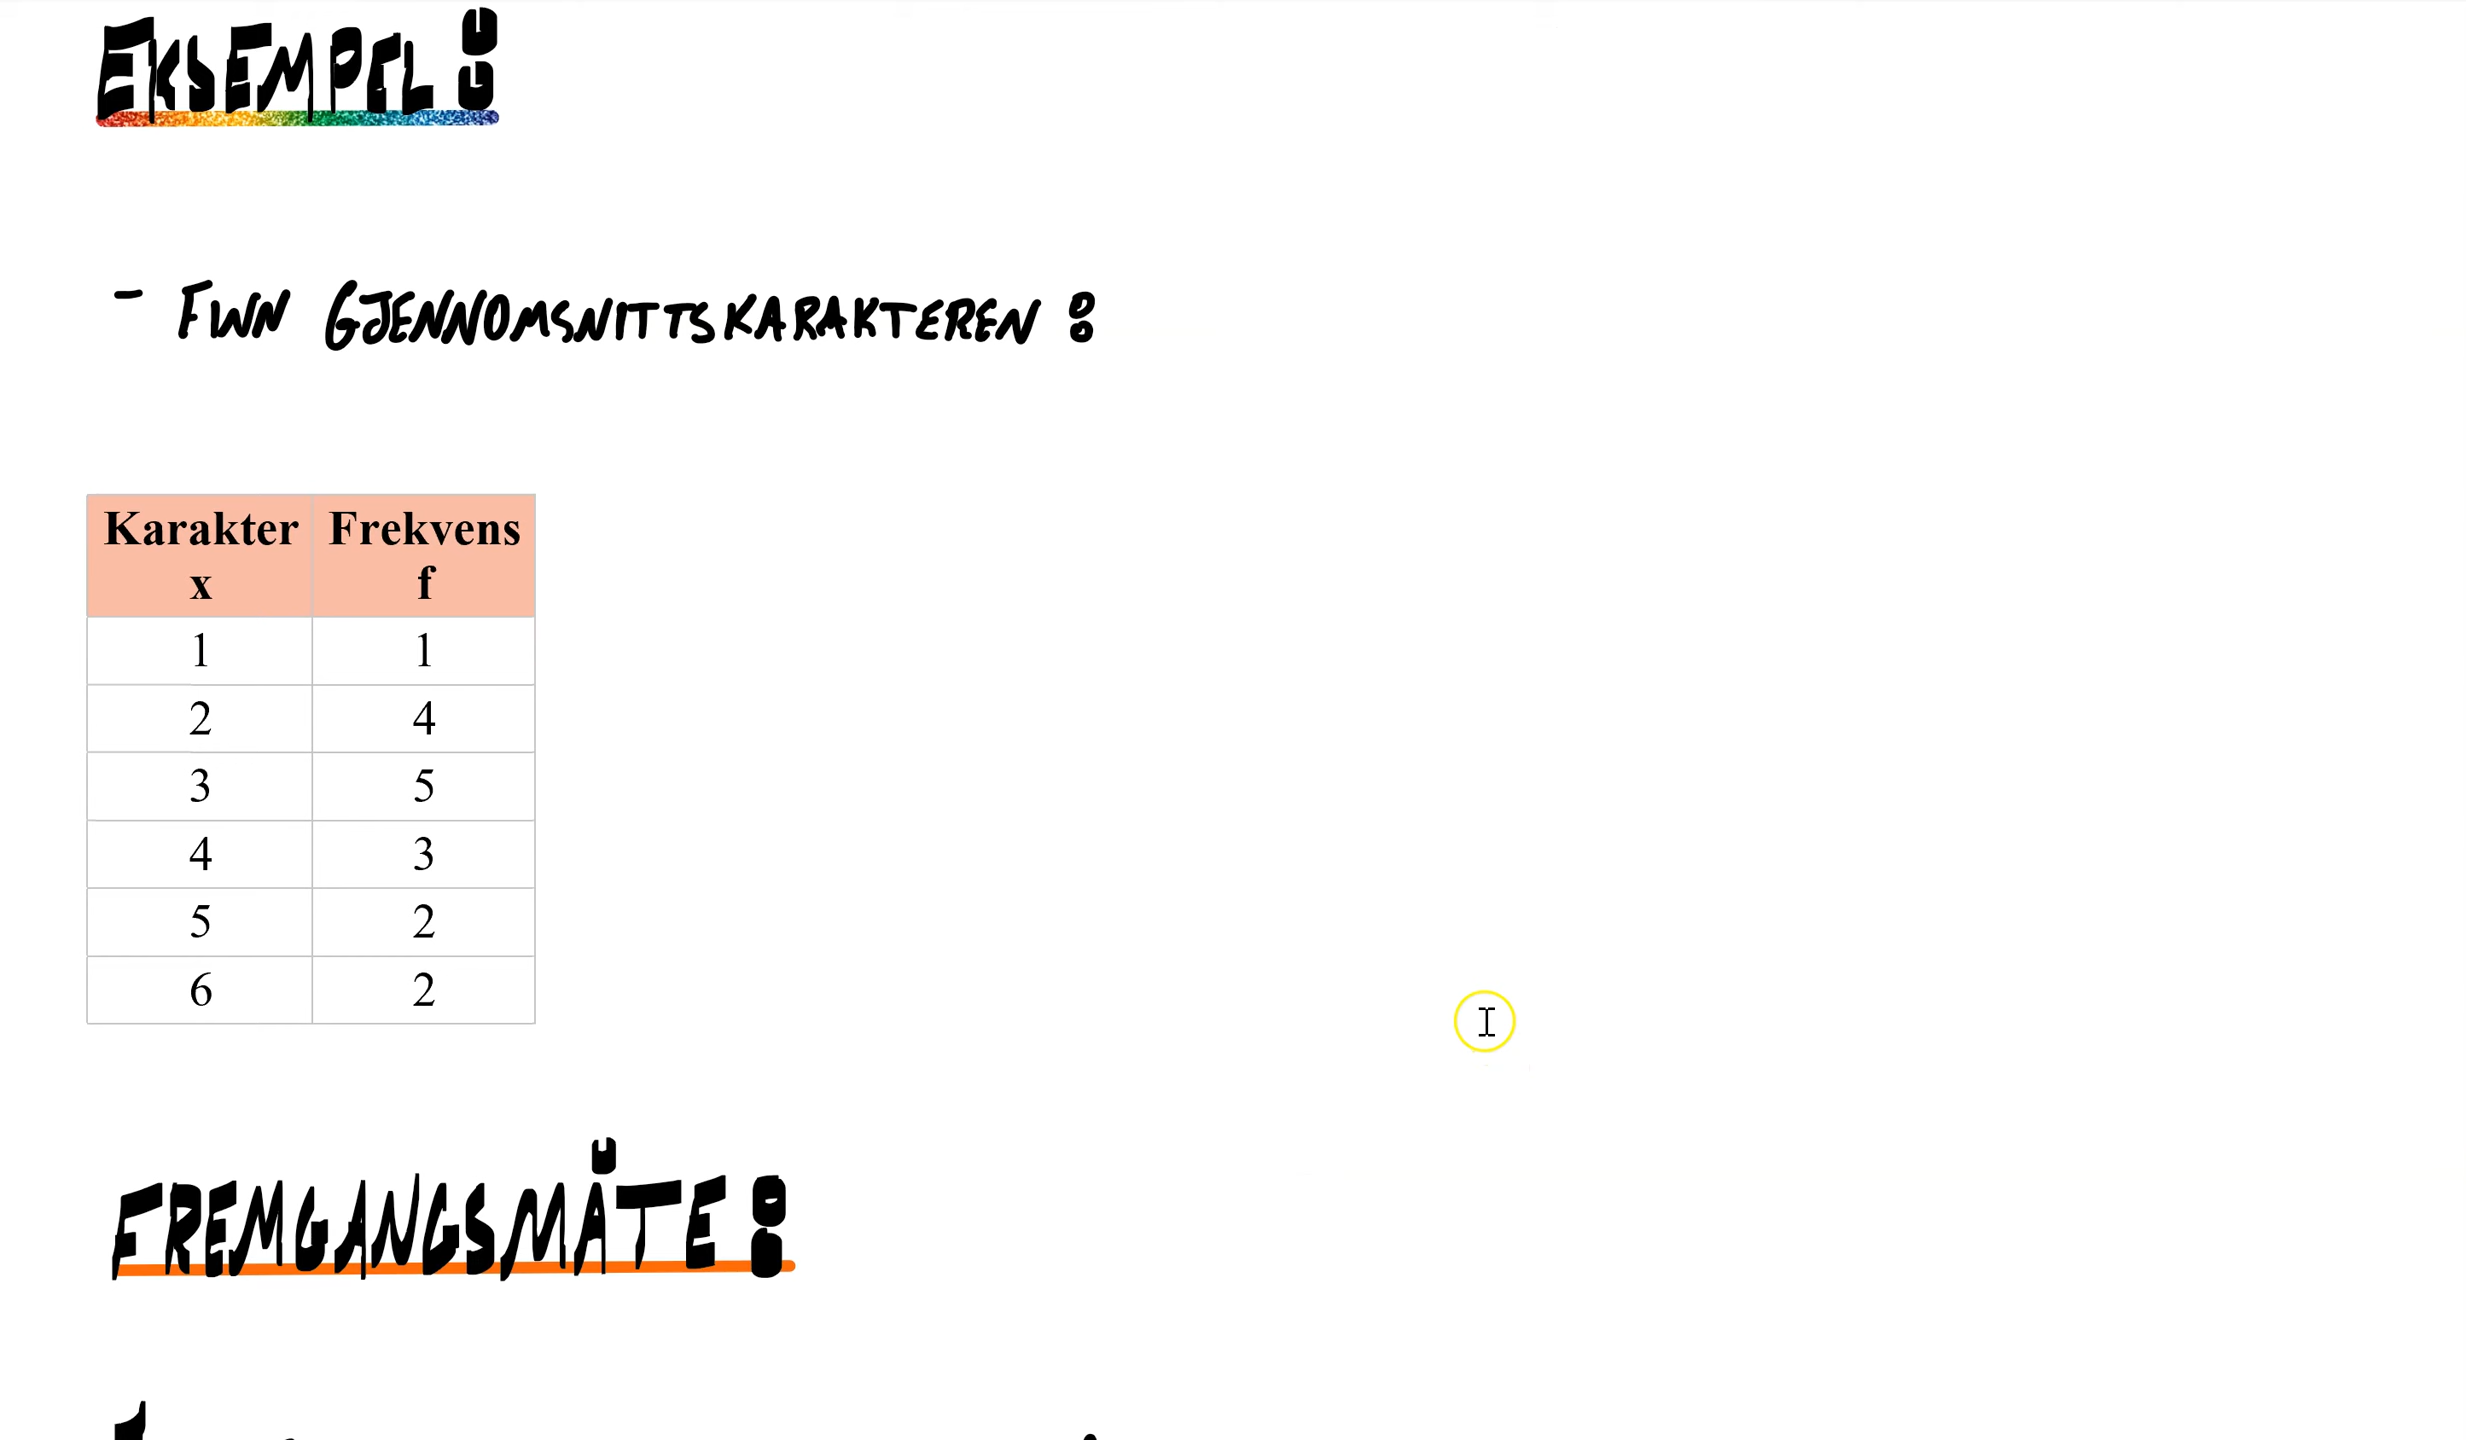 EKSEMPEL:
- FINN GJENNOMSNITTSKARAKTEREN:
Karakter Frekvens
x f
1 1
2 4
3 5
4 3
5 2
6 2
FREMGANGSMÅTE: